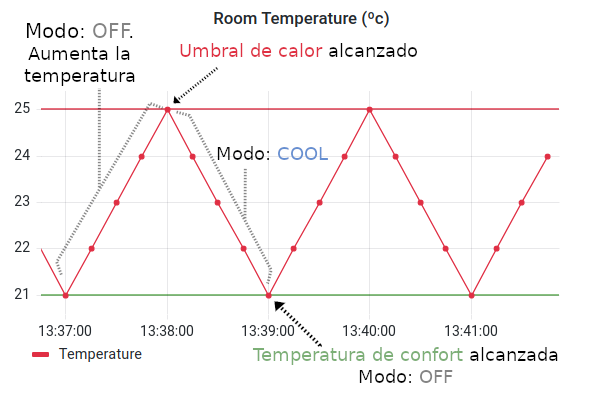 Room Temperature (ºc)
Modo: OFF.
Aumenta la
temperatura
Umbral de calor alcanzado
25
Modo: COOL
24
23
22
21
13:37:00 13:38:00 13:39:00 13:40:00 13:41:00
Temperature
Temperatura de confort alcanzada
Modo: OFF